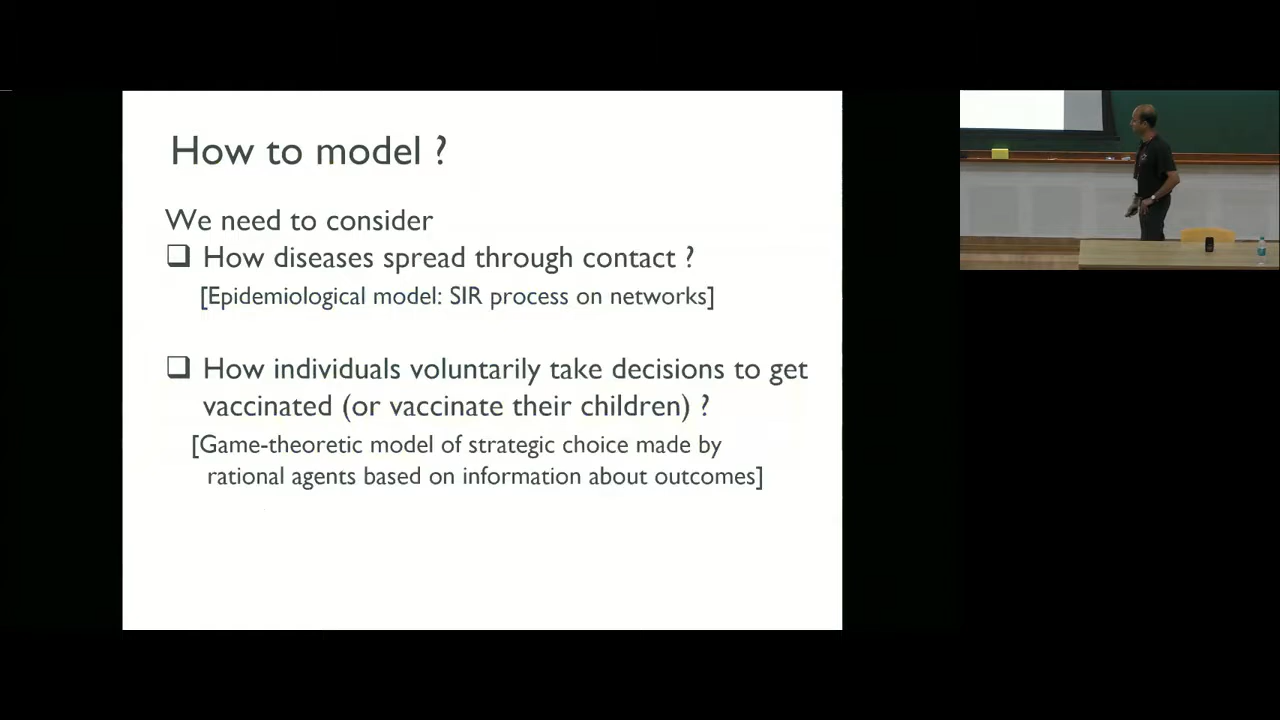 How to model ?
We need to consider
❑ How diseases spread through contact ?
[Epidemiological model: SIR process on networks]
❑ How individuals voluntarily take decisions to get
vaccinated (or vaccinate their children) ?
[Game-theoretic model of strategic choice made by
rational agents based on information about outcomes]